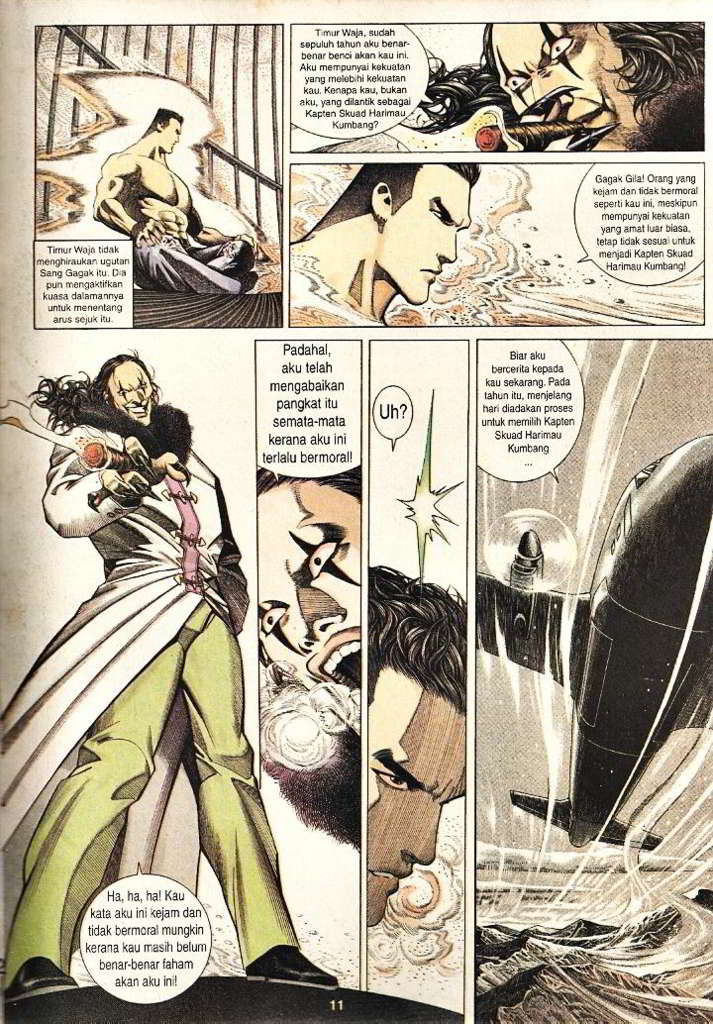 Timur Waja, sudah
sepuluh tahun aku benar-
benar benci akan kau ini.
Aku mempunyai kekuatan
yang melebihi kekuatan
kau. Kenapa kau, bukan
aku, yang dilantik sebagai
Kapten Skuad Harimau
Kumbang?
Timur Waja tidak
menghiraukan ugutan
Sang Gagak itu. Dia
pun mengaktifkan
kuasa dalamannya
untuk menentang
arus sejuk itu.
Gagak Gila! Orang yang
kejam dan tidak bermoral
seperti kau ini, meskipun
mempunyai kekuatan
yang amat luar biasa,
tetap tidak sesuai untuk
menjadi Kapten Skuad
Harimau Kumbang!
Ha, ha, ha! Kau
kata aku ini kejam dan
tidak bermoral mungkin
kerana kau masih belum
benar-benar faham
akan aku ini!
Padahal,
aku telah
mengabaikan
pangkat itu
semata-mata
kerana aku ini
terlalu bermoral!
Uh?
Biar aku
bercerita kepada
kau sekarang. Pada
tahun itu, menjelang
hari diadakan proses
untuk memilih Kapten
Skuad Harimau
Kumbang
...
11